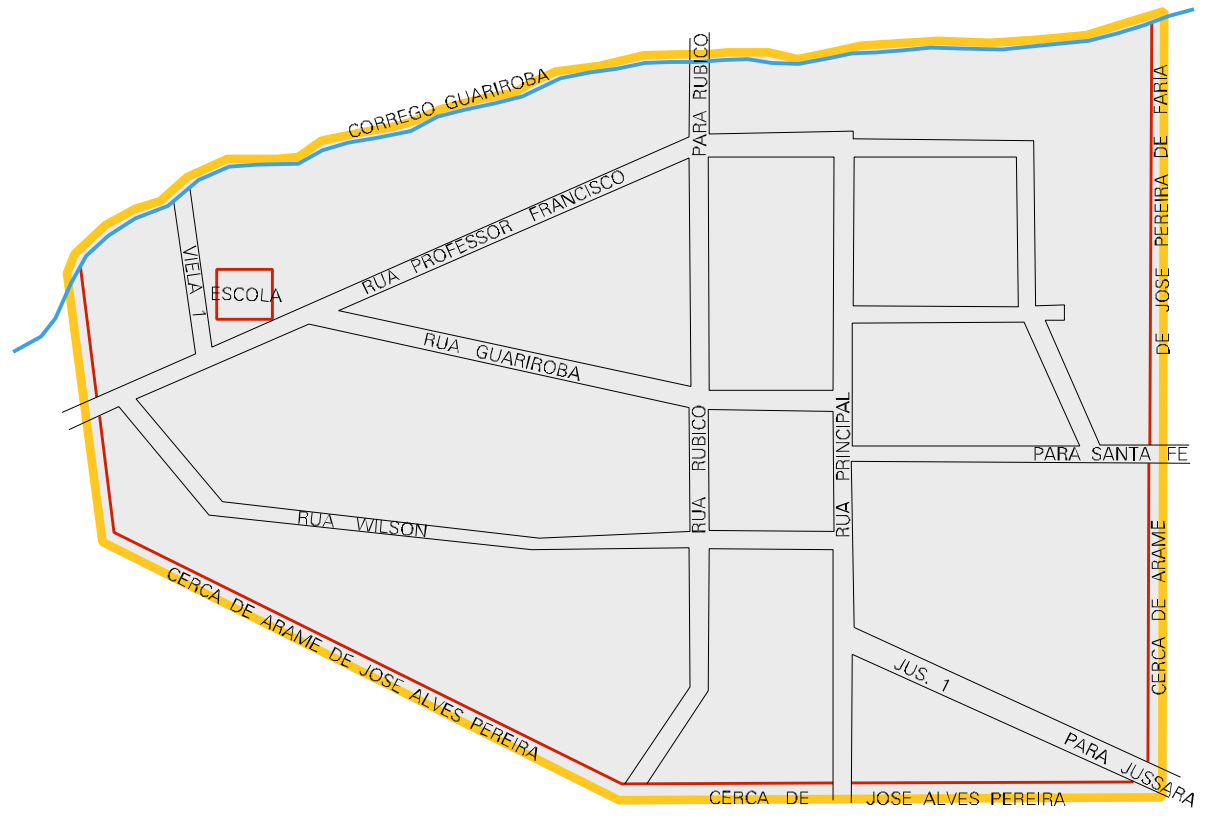 CORREGO GUARIROBA
PARA RUBICO
DE JOSE PEREIRA DE FARIA
RUA PROFESSOR FRANCISCO
VIELA 1
ESCOLA
RUA GUARIROBA
RUA RUBICO
RUA PRINCIPAL
PARA SANTA FE
RUA WILSON
CERCA DE ARAME
CERCA DE ARAME DE JOSE ALVES PEREIRA
JUS. 1
PARA JUSSARA
CERCA DE JOSE ALVES PEREIRA